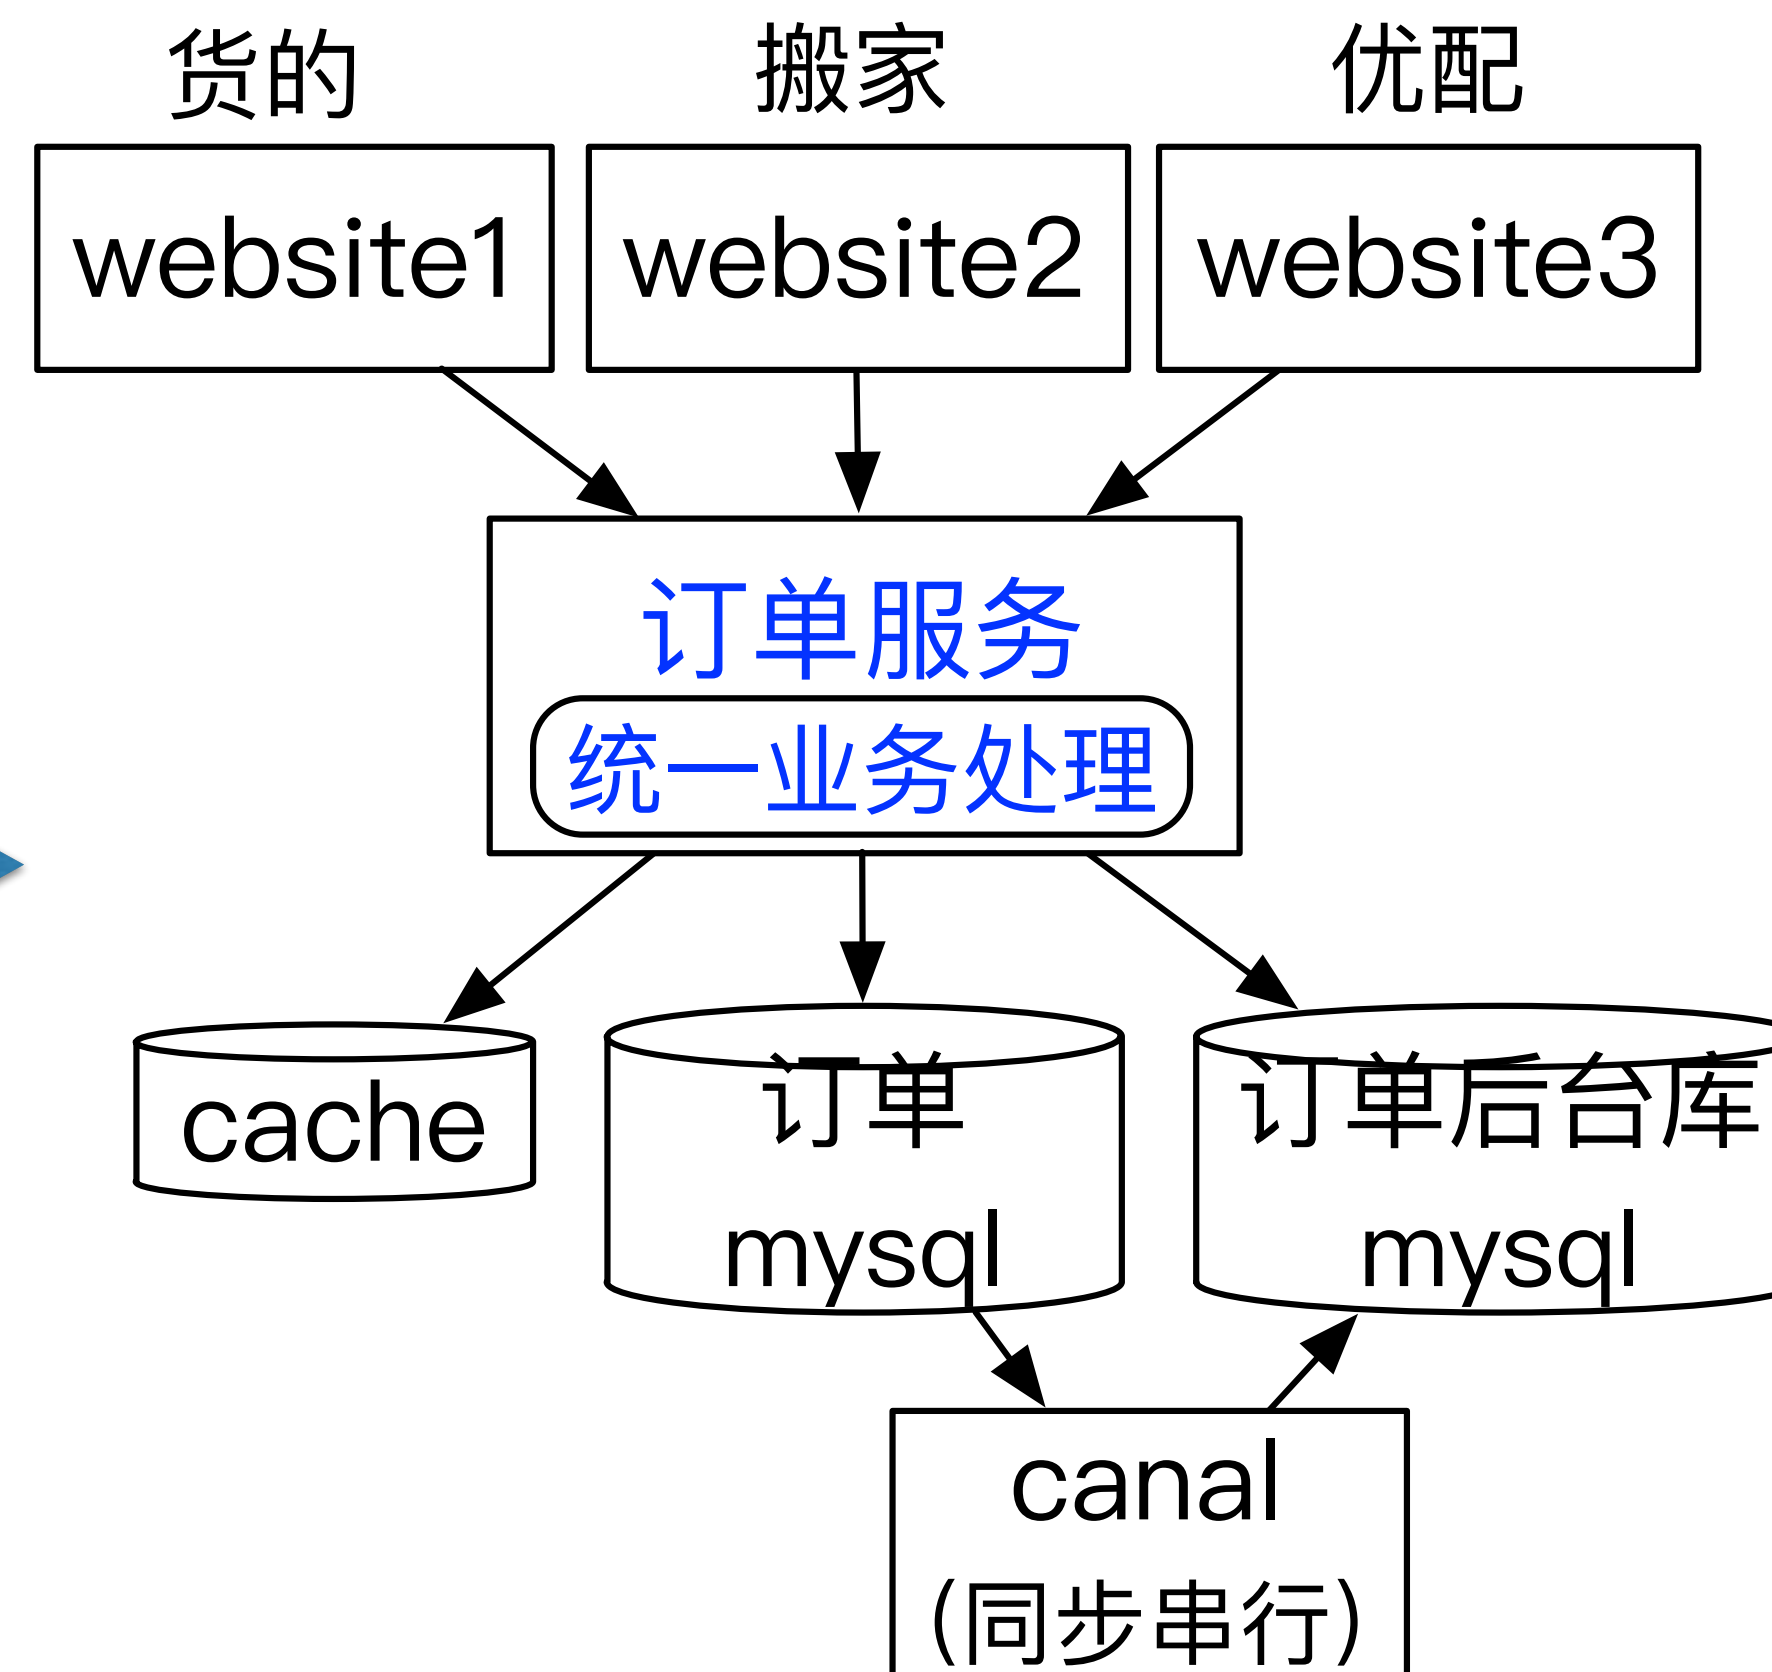 货的
搬家
优配
website1
website2
website3
订单服务
统一业务处理
cache
订单
mysql
订单后台库
mysql
canal
(同步串行)